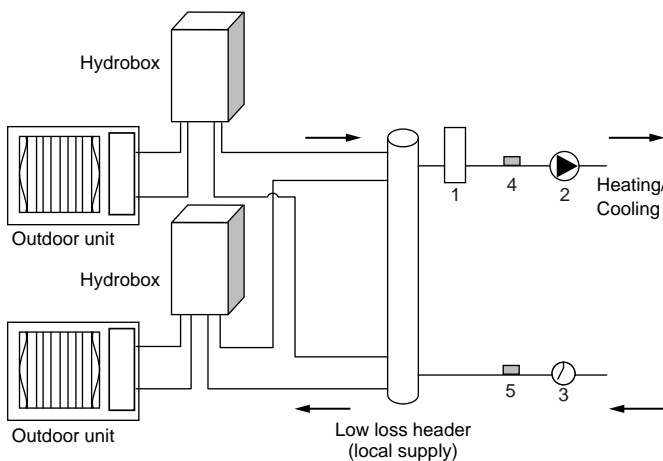 Hydrobox
Outdoor unit
Hydrobox
Outdoor unit
1
4
2
Heating/
Cooling
5
3
Low loss header
(local supply)